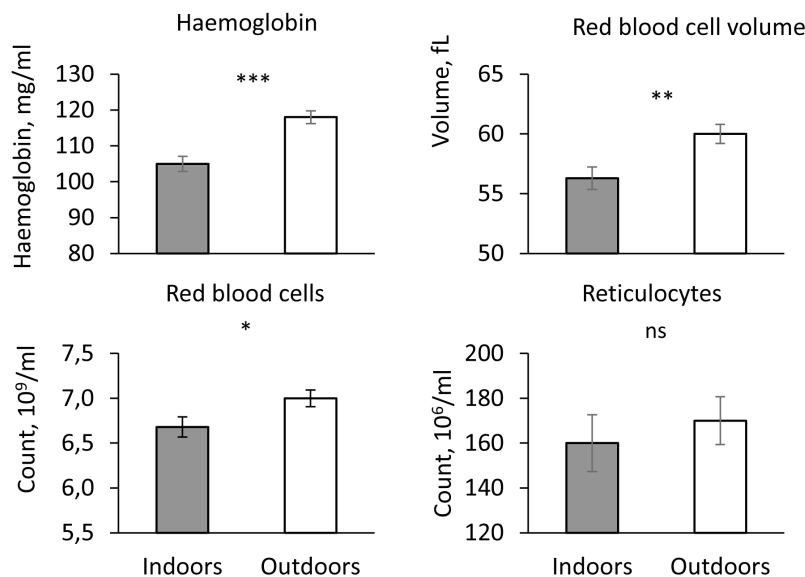 Haemoglobin
Haemoglobin, mg/ml
130
120
110
100
90
80
***
Red blood cell volume
Volume, fL
65
60
55
50
**
Red blood cells
Count, 10⁹/ml
7,5
7,0
6,5
6,0
5,5
*
Indoors Outdoors
Reticulocytes
Count, 10⁶/ml
200
180
160
140
120
ns
Indoors Outdoors